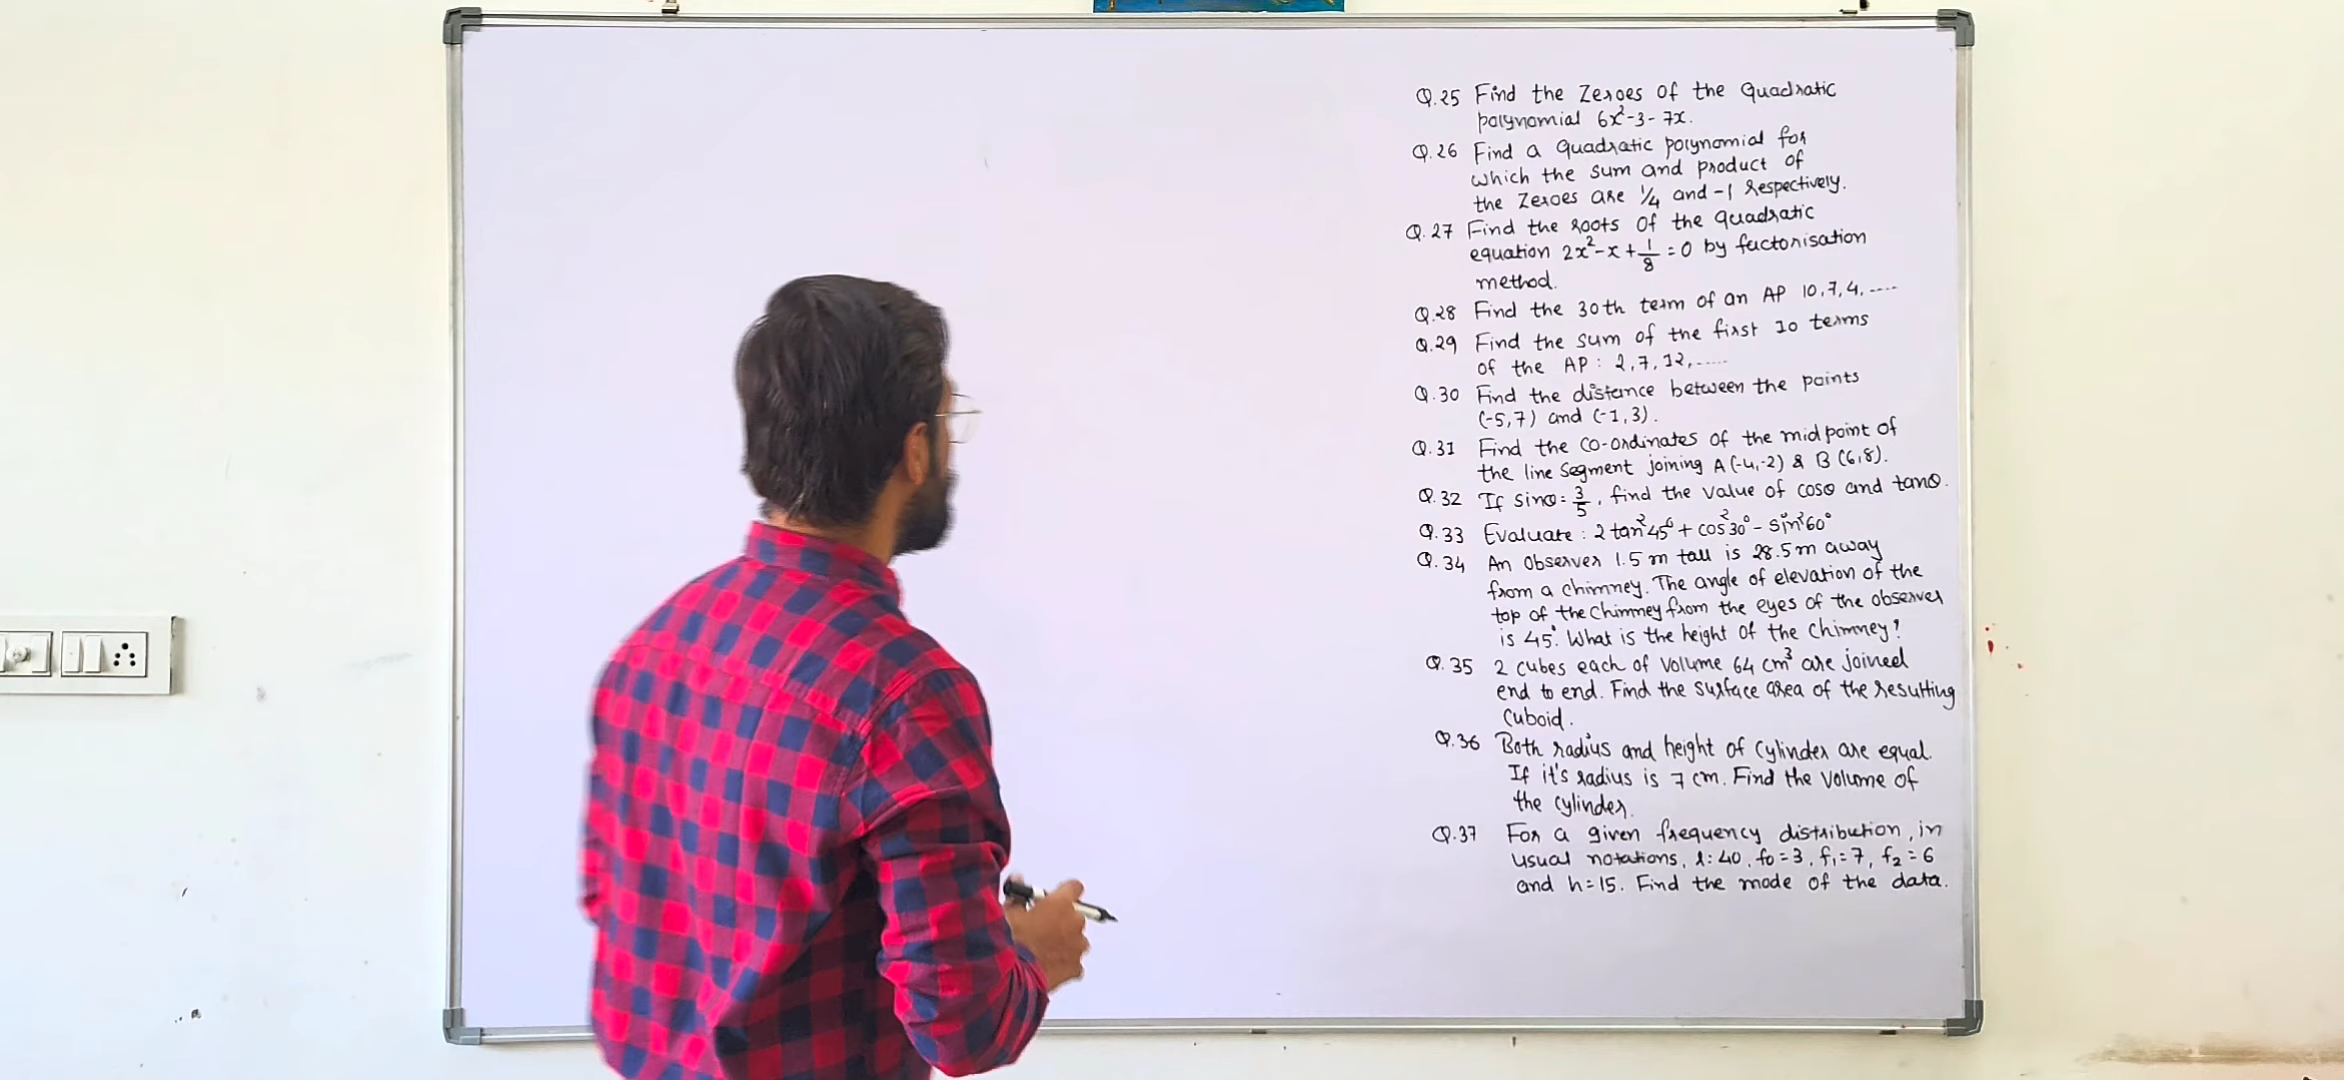 Q.25 Find the Zeroes of the Quadratic
polynomial 6x²-3-7x.
Q.26 Find a Quadratic polynomial for
which the sum and product of
the Zeroes are 1/4 and -1 respectively.
Q.27 Find the roots of the quadratic
equation 2x²-x+1/8=0 by factorisation
method.
Q.28 Find the 30th term of an AP 10,7,4,----
Q.29 Find the sum of the first 10 terms
of the AP: 2,7,12,......
Q.30 Find the distance between the points
(-5,7) and (-1,3).
Q.31 Find the co-ordinates of the midpoint of
the line segment joining A(-4,-2) & B(6,8).
Q.32 If sinθ=3/5, find the value of cosθ and tanθ.
Q.33 Evaluate: 2tan²45°+cos²30°-sin²60°
Q.34 An Observer 1.5m tall is 28.5m away
from a chimney. The angle of elevation of the
top of the chimney from the eyes of the observer
is 45°. What is the height of the chimney?
Q.35 2 cubes each of volume 64 cm³ are joined
end to end. Find the surface area of the resulting
cuboid.
Q.36 Both radius and height of cylinder are equal.
If it's radius is 7 cm. Find the volume of
the cylinder.
Q.37 For a given frequency distribution, in
usual notations, l:40, f0=3, f1=7, f2=6
and h=15. Find the mode of the data.